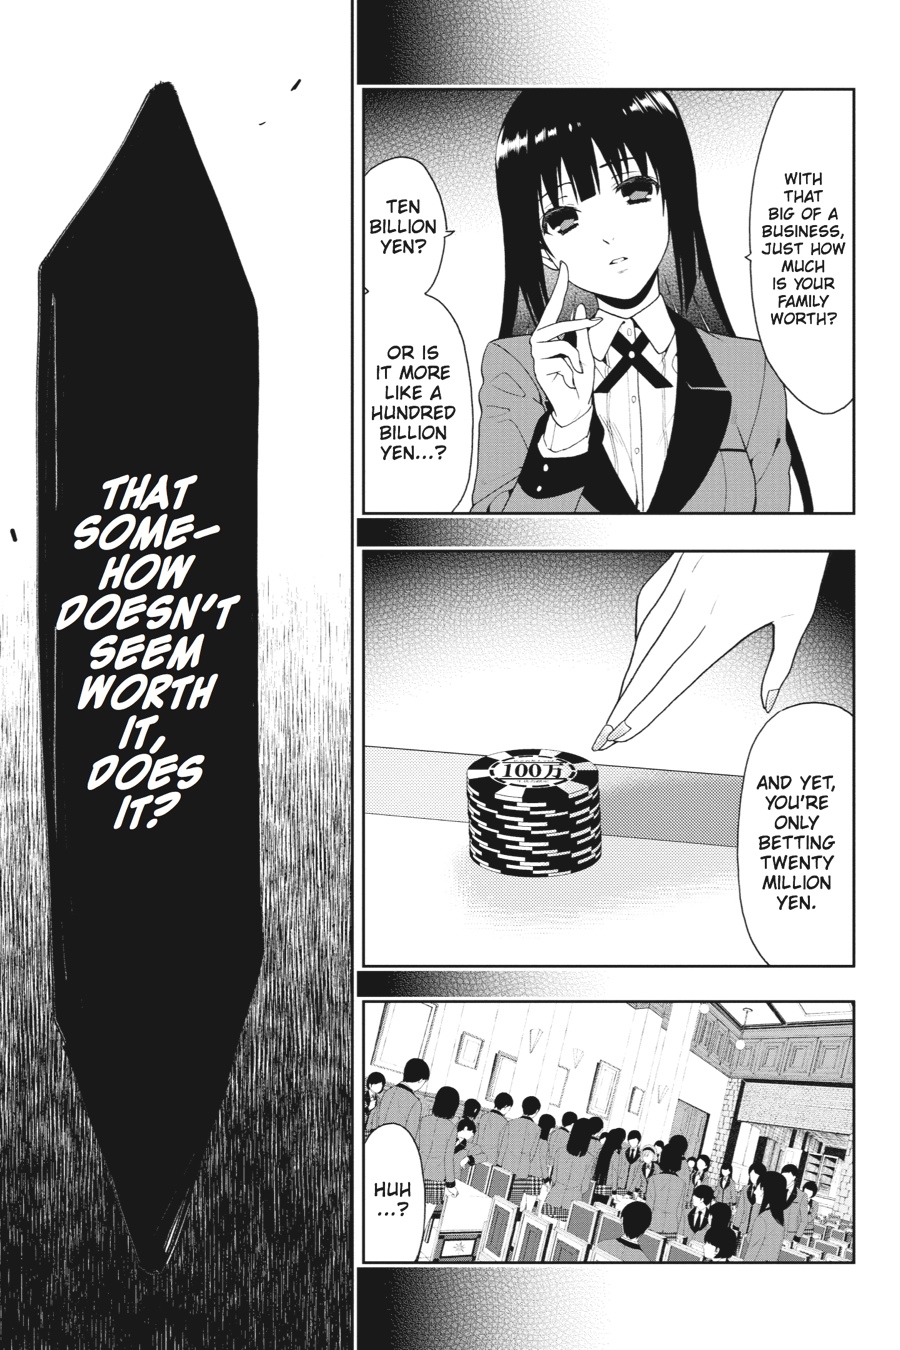 WITH
THAT
BIG OF A
BUSINESS,
JUST HOW
MUCH
IS YOUR
FAMILY
WORTH?
TEN
BILLION
YEN?
OR IS
IT MORE
LIKE A
HUNDRED
BILLION
YEN...?
100万
AND YET,
YOU'RE
ONLY
BETTING
TWENTY
MILLION
YEN.
HUH
...?
THAT
SOME-
HOW
DOESN'T
SEEM
WORTH
IT,
DOES
IT?